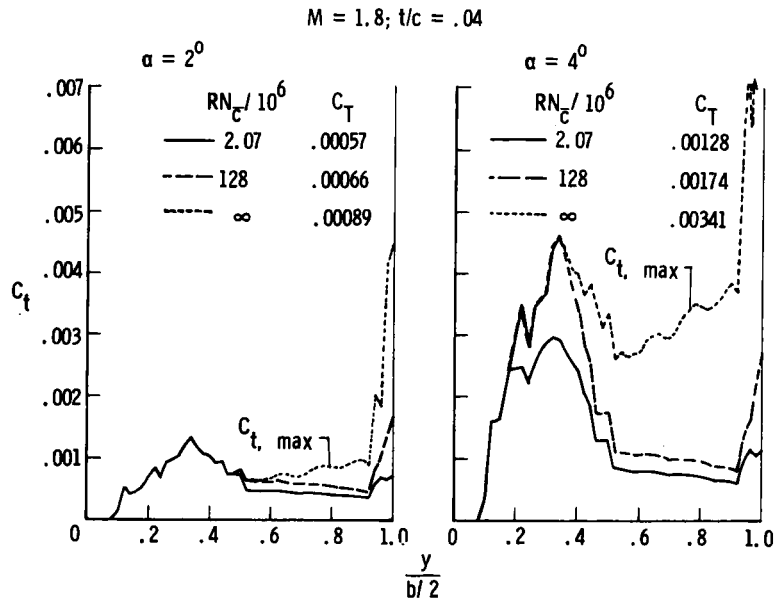 M = 1.8; t/c = .04
α = 2°
RN_c̅ / 10^6 C_T
2.07 .00057
128 .00066
∞ .00089
.007
.006
.005
.004
.003
.002
.001
0
C_t
C_t, max
0 .2 .4 .6 .8 1.0
α = 4°
RN_c̅ / 10^6 C_T
2.07 .00128
128 .00174
∞ .00341
C_t, max
0 .2 .4 .6 .8 1.0
y
b/2